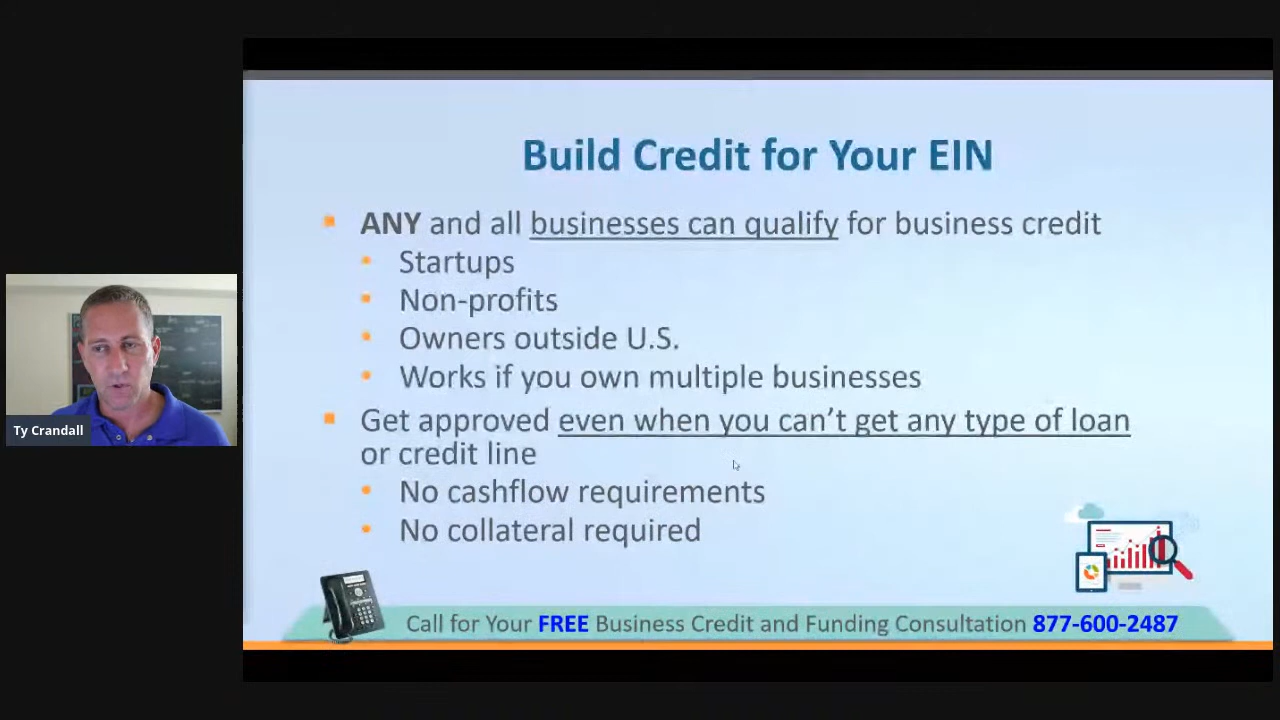 Build Credit for Your EIN
ANY and all businesses can qualify for business credit
Startups
Non-profits
Owners outside U.S.
Works if you own multiple businesses
Get approved even when you can't get any type of loan
or credit line
No cashflow requirements
No collateral required
Ty Crandall
Call for Your FREE Business Credit and Funding Consultation 877-600-2487